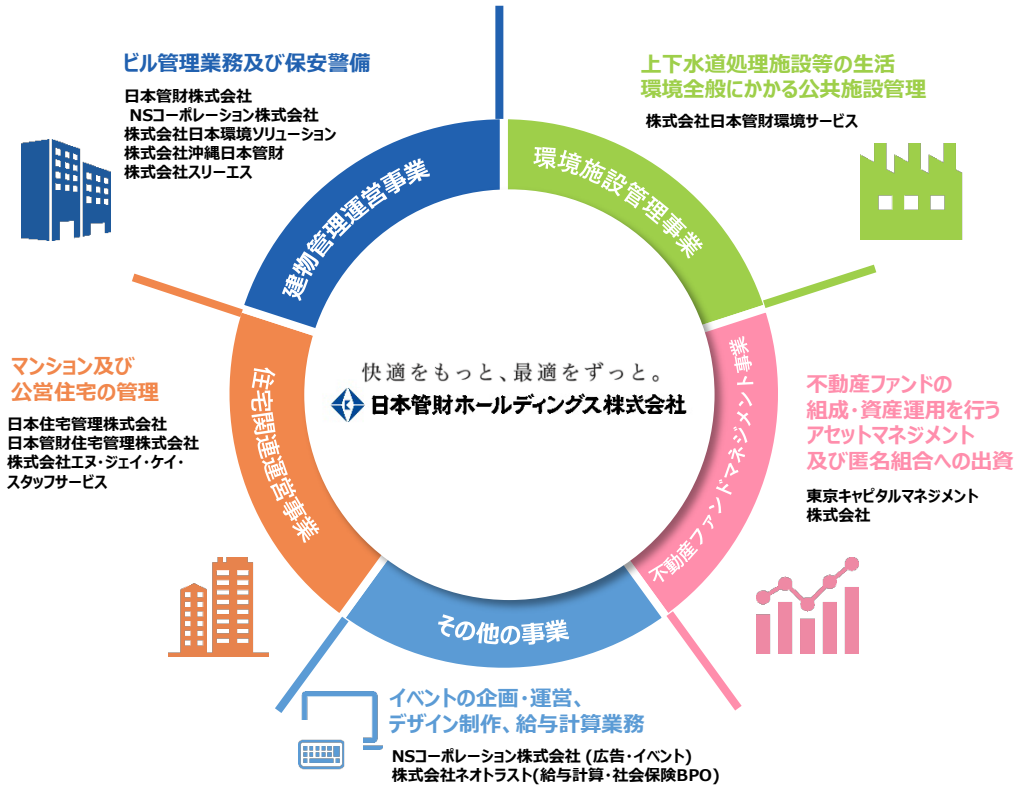 ビル管理業務及び保安警備
日本管財株式会社
NSコーポレーション株式会社
株式会社日本環境ソリューション
株式会社沖縄日本管財
株式会社スリーエス
上下水道処理施設等の生活
環境全般にかかる公共施設管理
株式会社日本管財環境サービス
建物管理運営事業
環境施設管理事業
マンション及び
公営住宅の管理
日本住宅管理株式会社
日本管財住宅管理株式会社
株式会社エヌ・ジェイ・ケイ・
スタッフサービス
住宅関連運営事業
快適をもっと、最適をずっと。
日本管財ホールディングス株式会社
不動産ファンドマネジメント事業
不動産ファンドの
組成・資産運用を行う
アセットマネジメント
及び匿名組合への出資
東京キャピタルマネジメント
株式会社
その他の事業
イベントの企画・運営、
デザイン制作、給与計算業務
NSコーポレーション株式会社 (広告・イベント)
株式会社ネオトラスト(給与計算・社会保険BPO)